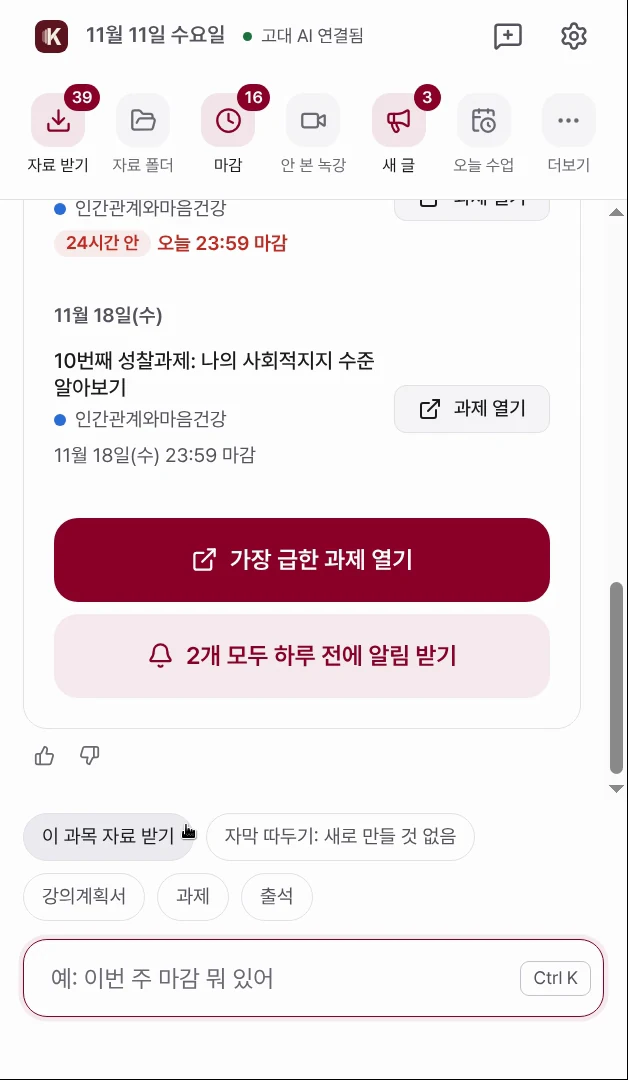 K
11월 11일 수요일
고대 AI 연결됨
39
16
3
자료 받기
자료 폴더
마감
안 본 녹강
새 글
오늘 수업
더보기
인간관계와마음건강
과제 열기
24시간 안
오늘 23:59 마감
11월 18일(수)
10번째 성찰과제: 나의 사회적지지 수준
알아보기
인간관계와마음건강
과제 열기
11월 18일(수) 23:59 마감
가장 급한 과제 열기
2개 모두 하루 전에 알림 받기
이 과목 자료 받기
자막 따두기: 새로 만들 것 없음
강의계획서
과제
출석
예: 이번 주 마감 뭐 있어
Ctrl K